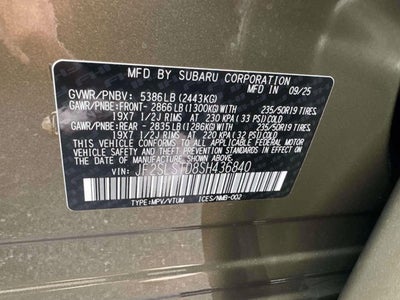 MFD BY SUBARU CORPORATION
MFD IN 09/25
GVWR/PNBV: 5386LB(2443KG)
GAWR/PNBE:FRONT- 2866LB(1300KG)WITH 235/50R19 TIRES,
19X7 1/2J RIMS AT 230 KPA(33 PSI)COLD
GAWR/PNBE:REAR - 2835LB(1286KG)WITH 235/50R19 TIRES,
19X7 1/2J RIMS AT 220 KPA(32 PSI)COLD
THIS VEHICLE CONFORMS TO ALL APPLICABLE FEDERAL MOTOR
VEHICLE SAFETY AND THEFT PREVENTION STANDARDS IN EFFECT
ON THE DATE OF MANUFACTURE SHOWN ABOVE.
VIN:
TYPE:MPV/VTUM ICES/NMB-002